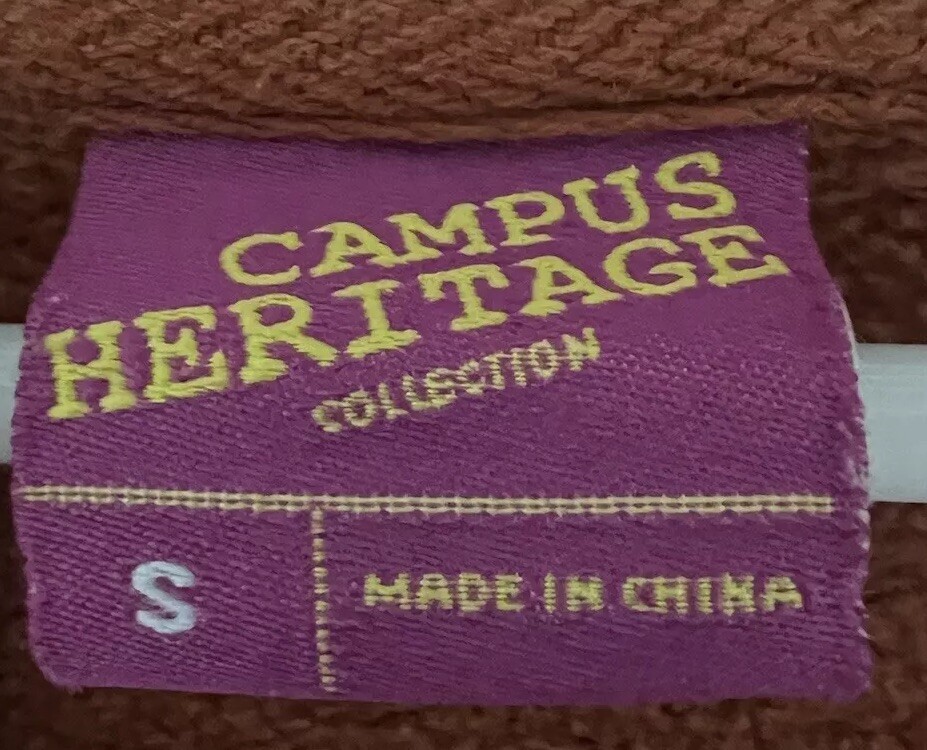 CAMPUS
HERITAGE
COLLECTION
S
MADE IN CHINA